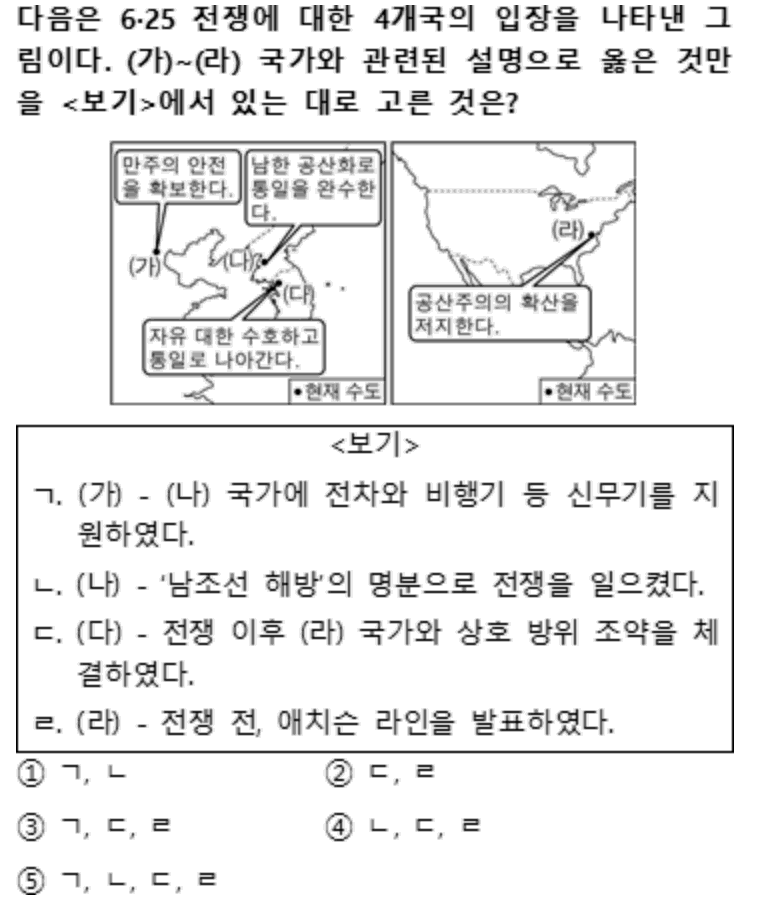 다음은 6·25 전쟁에 대한 4개국의 입장을 나타낸 그
림이다. (가)~(라) 국가와 관련된 설명으로 옳은 것만
을 <보기>에서 있는 대로 고른 것은?
만주의 안전
을 확보한다.
남한 공산화로
통일을 완수한
다.
(가)
(다)
(다)
자유 대한 수호하고
통일로 나아간다.
•현재 수도
(라)
공산주의의 확산을
저지한다.
•현재 수도
<보기>
ㄱ. (가) - (나) 국가에 전차와 비행기 등 신무기를 지
원하였다.
ㄴ. (나) - ‘남조선 해방’의 명분으로 전쟁을 일으켰다.
ㄷ. (다) - 전쟁 이후 (라) 국가와 상호 방위 조약을 체
결하였다.
ㄹ. (라) - 전쟁 전, 애치슨 라인을 발표하였다.
① ㄱ, ㄴ ② ㄷ, ㄹ
③ ㄱ, ㄷ, ㄹ ④ ㄴ, ㄷ, ㄹ
⑤ ㄱ, ㄴ, ㄷ, ㄹ